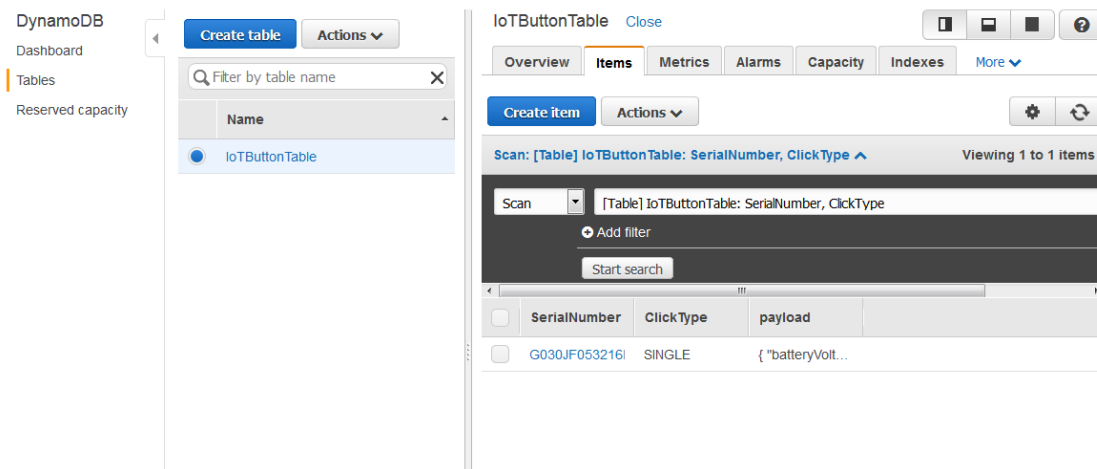 DynamoDB
Dashboard
Tables
Reserved capacity
Create table Actions
Filter by table name
Name
IoTButtonTable
IoTButtonTable Close
Overview Items Metrics Alarms Capacity Indexes More
Create item Actions
Scan: [Table] IoTButtonTable: SerialNumber, ClickType Viewing 1 to 1 items
Scan [Table] IoTButtonTable: SerialNumber, ClickType
Add filter
Start search
SerialNumber ClickType payload
SINGLE { "batteryVolt...